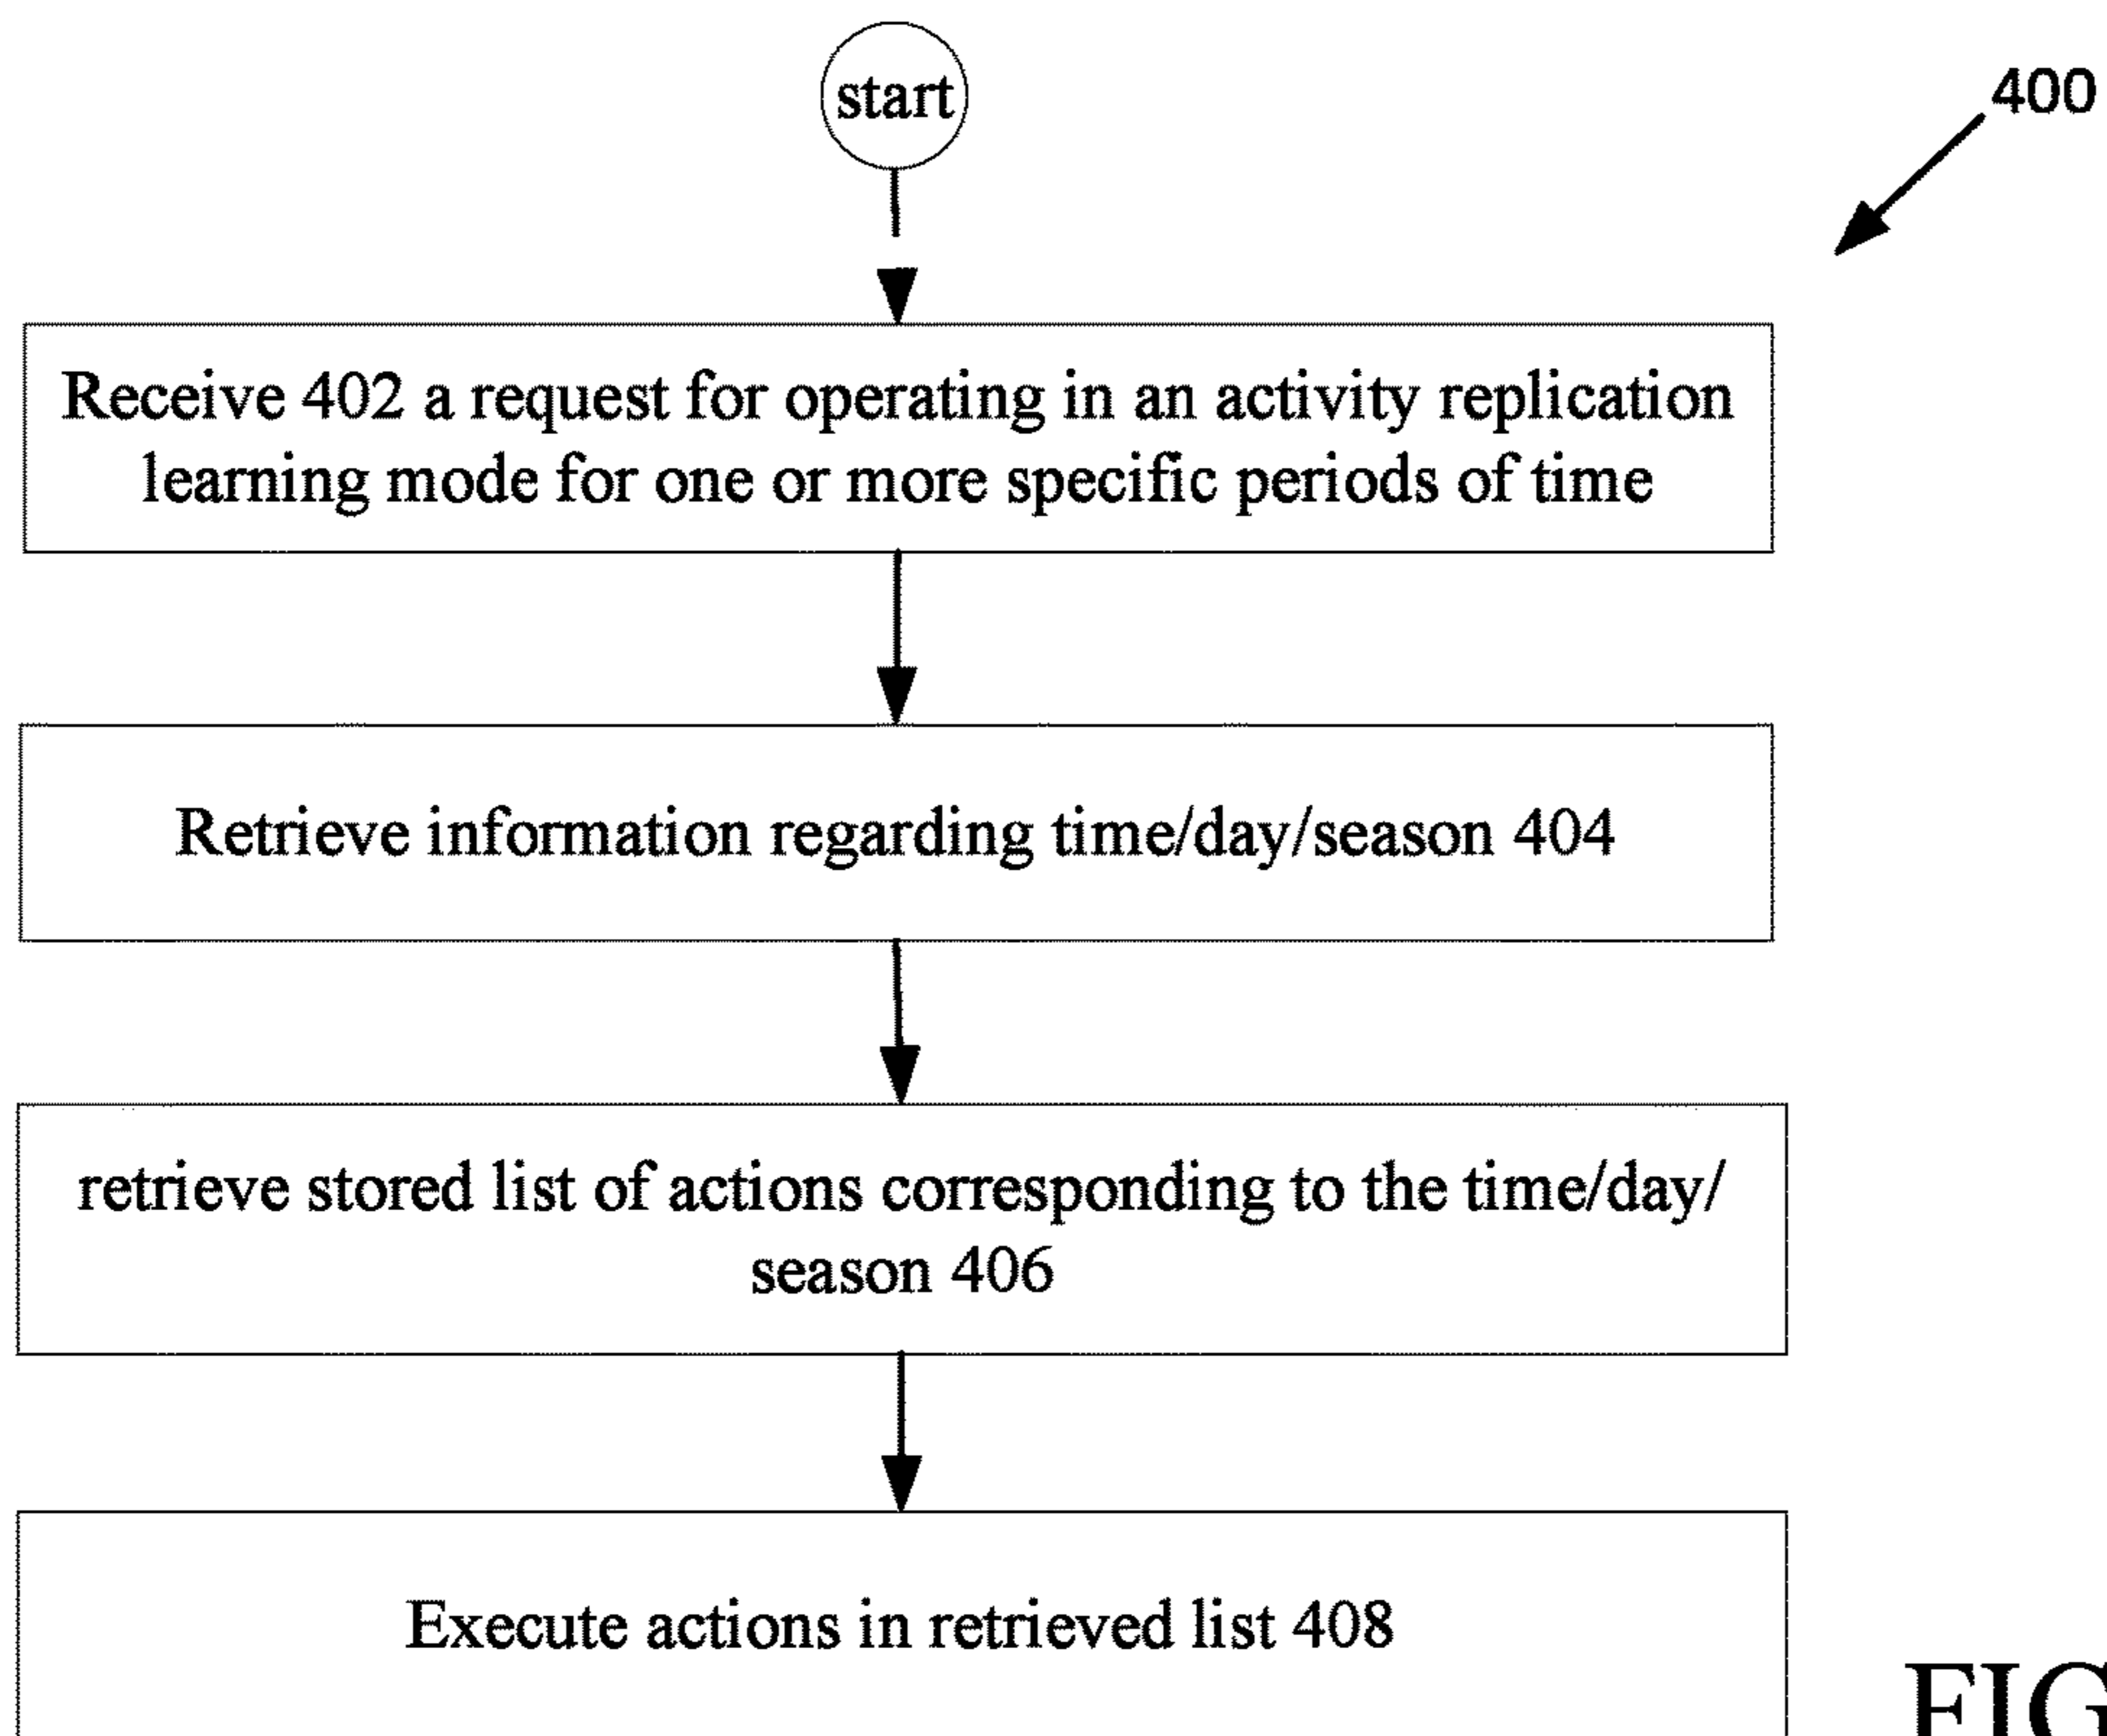 start
400
Receive 402 a request for operating in an activity replication
learning mode for one or more specific periods of time
Retrieve information regarding time/day/season 404
retrieve stored list of actions corresponding to the time/day/
season 406
Execute actions in retrieved list 408
FIG